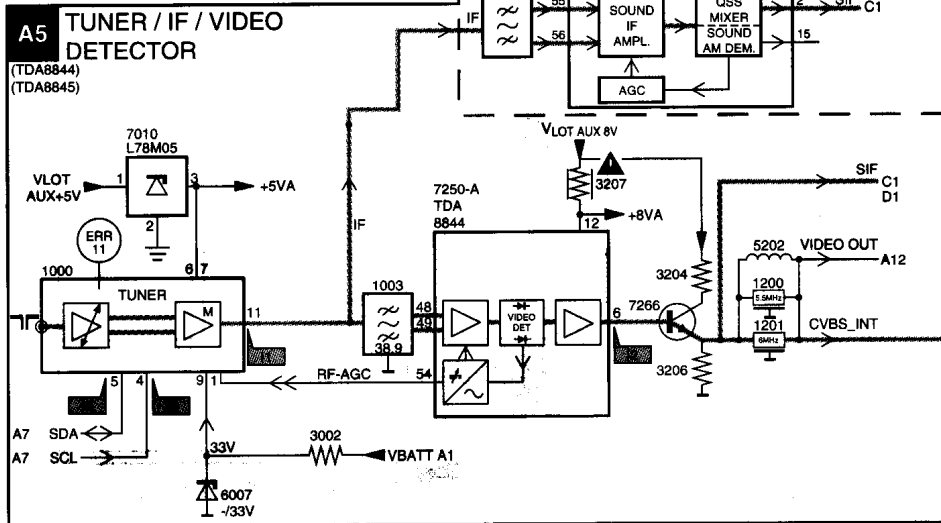 A5 TUNER / IF / VIDEO
DETECTOR
(TDA8844)
(TDA8845)
IF
55
56
SOUND
IF
AMPL.
AGC
QSS
MIXER
SOUND
AM DEM.
2
SIF
C1
15
7010
L78M05
VLOT
AUX+5V
1
3
2
+5VA
ERR
11
1000
6 7
TUNER
M
11
IF
1003
38.9
48
49
54
RF-AGC
5
4
9
1
A7 SDA
A7 SCL
33V
3002
VBATT A1
6007
-/33V
7250-A
TDA
8844
VLOT AUX 8V
3207
+8VA
12
VIDEO
DET
6
7266
3204
3206
SIF
C1
D1
5202
VIDEO OUT
A12
1200
5.5MHz
1201
6MHz
CVBS_INT